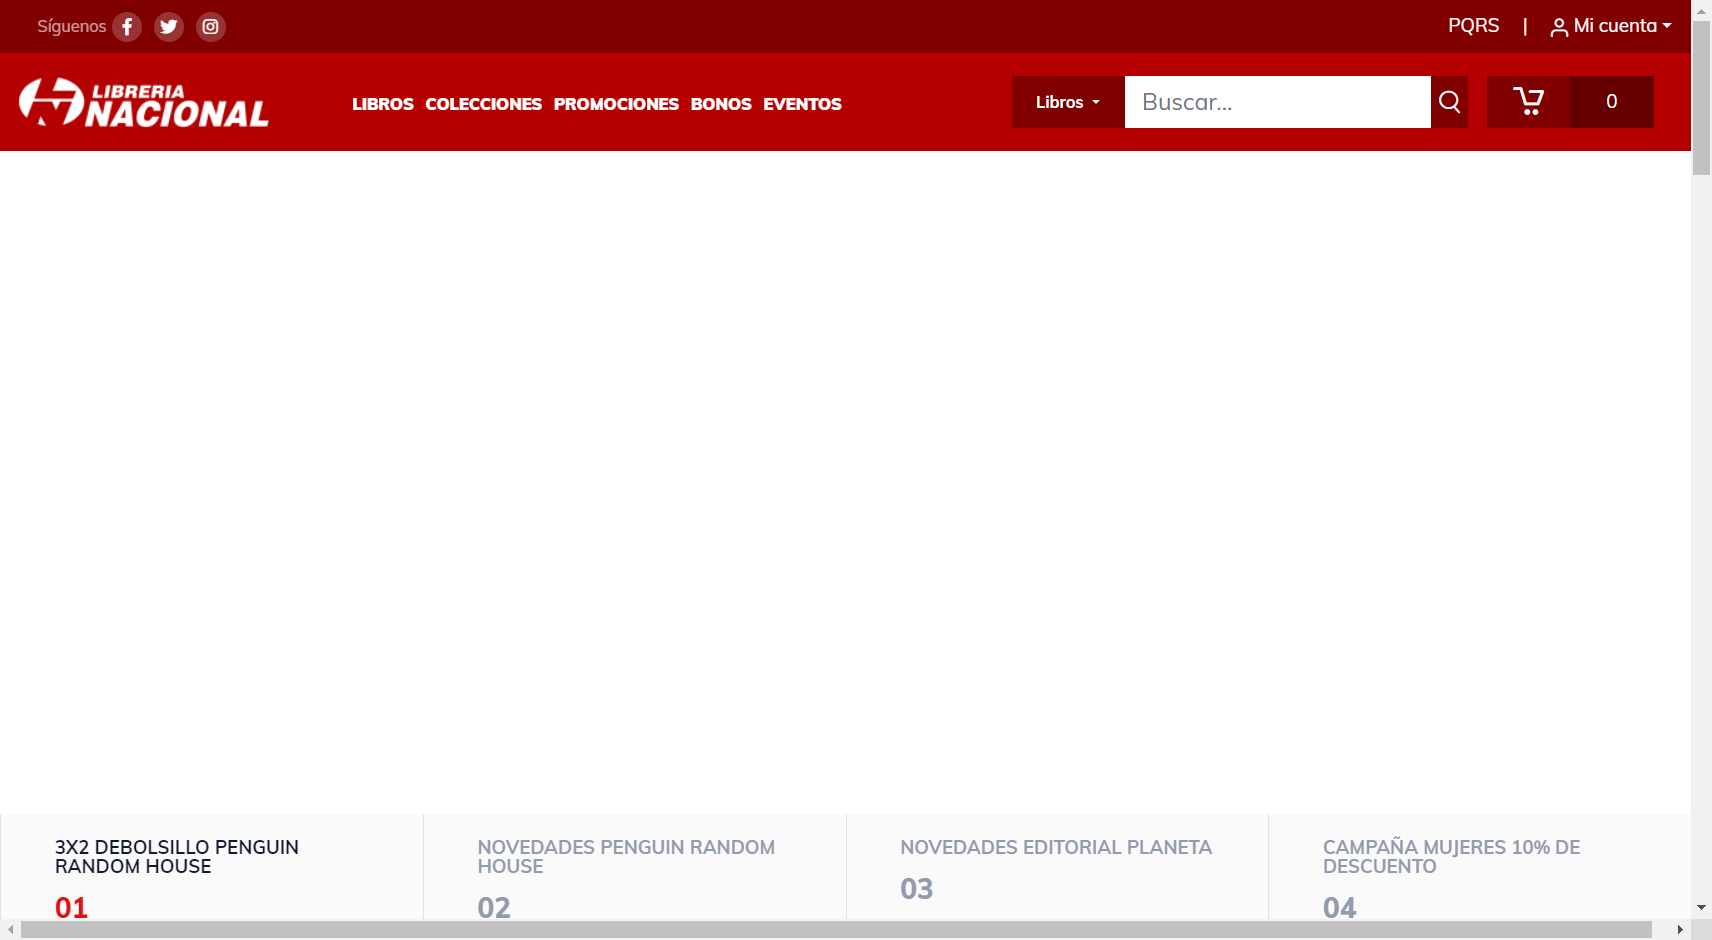 Síguenos
PQRS | Mi cuenta
LIBRERIA
NACIONAL
LIBROS COLECCIONES PROMOCIONES BONOS EVENTOS
Libros
Buscar...
0
3X2 DEBOLSILLO PENGUIN
RANDOM HOUSE
01
NOVEDADES PENGUIN RANDOM
HOUSE
02
NOVEDADES EDITORIAL PLANETA
03
CAMPAÑA MUJERES 10% DE
DESCUENTO
04